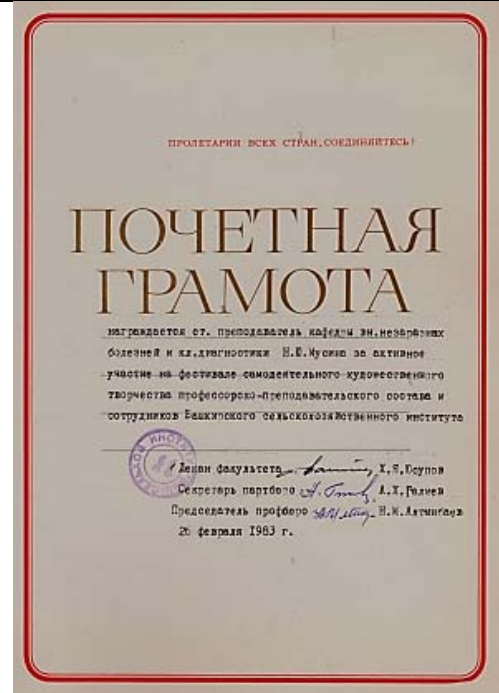 ПРОЛЕТАРИИ ВСЕХ СТРАН, СОЕДИНЯЙТЕСЬ!
ПОЧЕТНАЯ
ГРАМОТА
награждается ст. преподаватель кафедры вн.незаразных
болезней и кл.диагностики Н.Ю.Мусина за активное
участие на фестивале самодеятельного художественного
творчества профессорско-преподавательского состава и
сотрудников Башкирского сельскохозяйственного института
Декан факультета Х.Я.Юсупов
Секретарь партбюро А.Х.Галиев
Председатель профбюро Н.М.
26 февраля 1983 г.